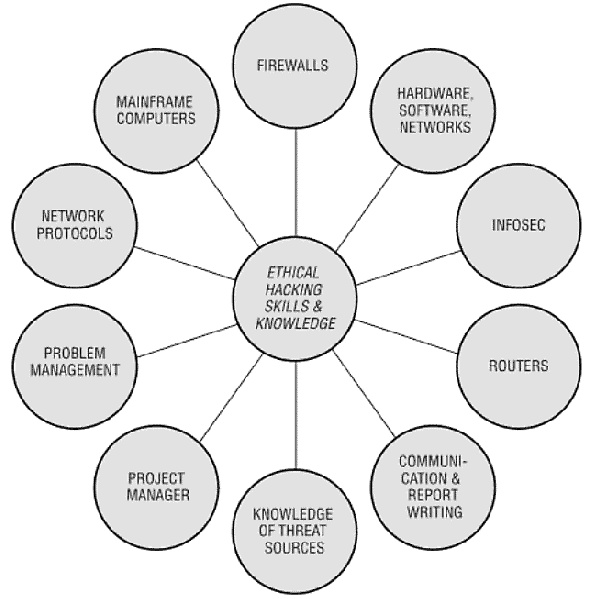 FIREWALLS
HARDWARE,
SOFTWARE,
NETWORKS
INFOSEC
ROUTERS
COMMUNI-
CATION &
REPORT
WRITING
KNOWLEDGE
OF THREAT
SOURCES
PROJECT
MANAGER
PROBLEM
MANAGEMENT
NETWORK
PROTOCOLS
MAINFRAME
COMPUTERS
ETHICAL
HACKING
SKILLS &
KNOWLEDGE